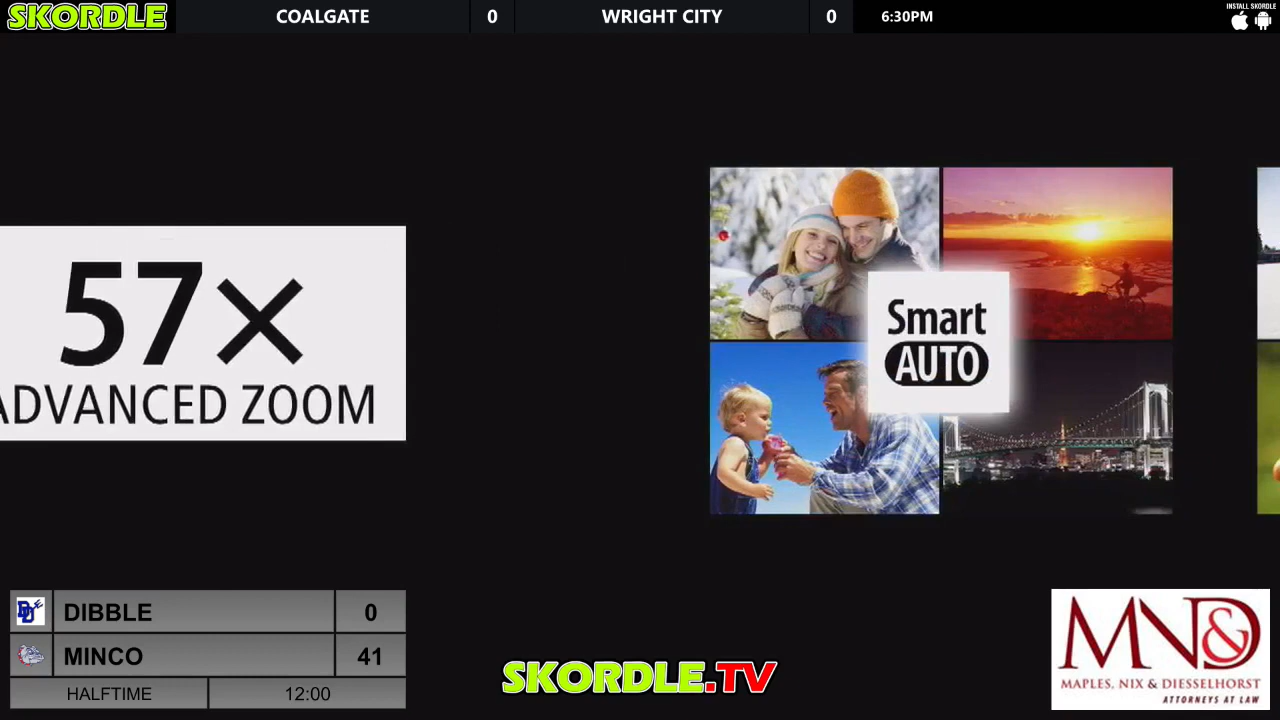 SKORDLE COALGATE 0 WRIGHT CITY 0 6:30PM INSTALL SKORDLE
57×
ADVANCED ZOOM
Smart
AUTO
DIBBLE 0
MINCO 41
HALFTIME 12:00
SKORDLE.TV
MN&D
MAPLES, NIX & DIESSELHORST
ATTORNEYS AT LAW